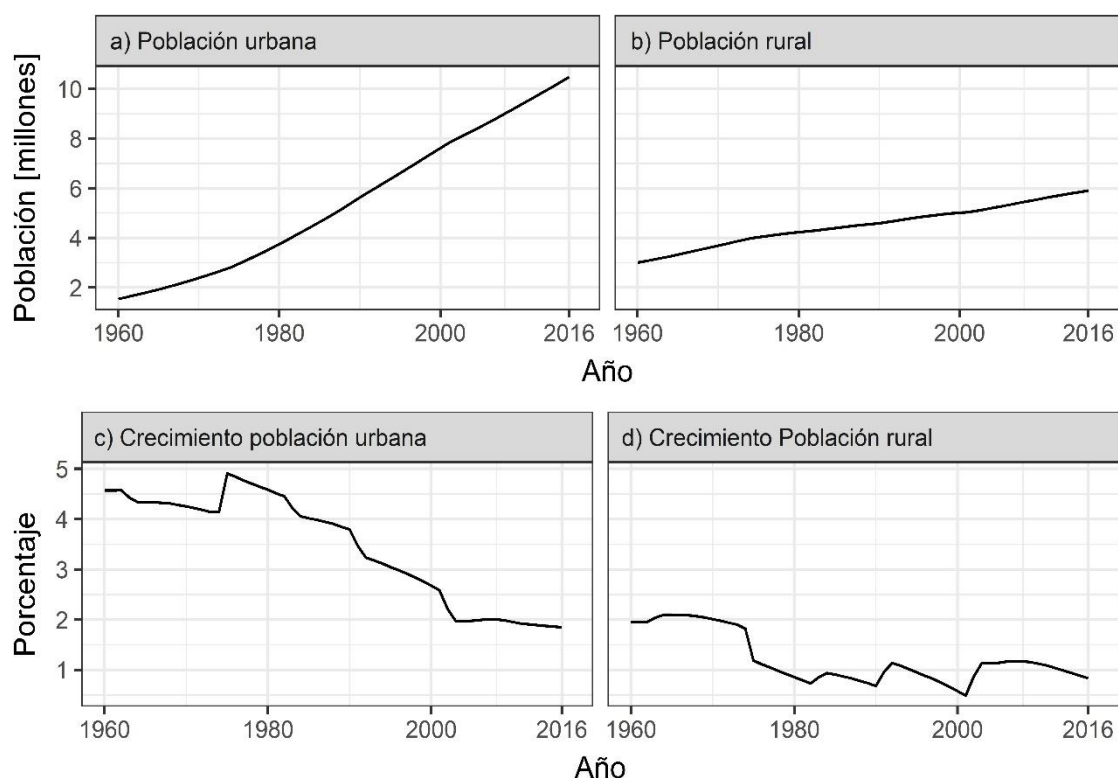 a) Población urbana
b) Población rural
Población [millones]
10
8
6
4
2
1960 1980 2000 2016
1960 1980 2000 2016
Año
c) Crecimiento población urbana
d) Crecimiento Población rural
Porcentaje
5
4
3
2
1
1960 1980 2000 2016
1960 1980 2000 2016
Año